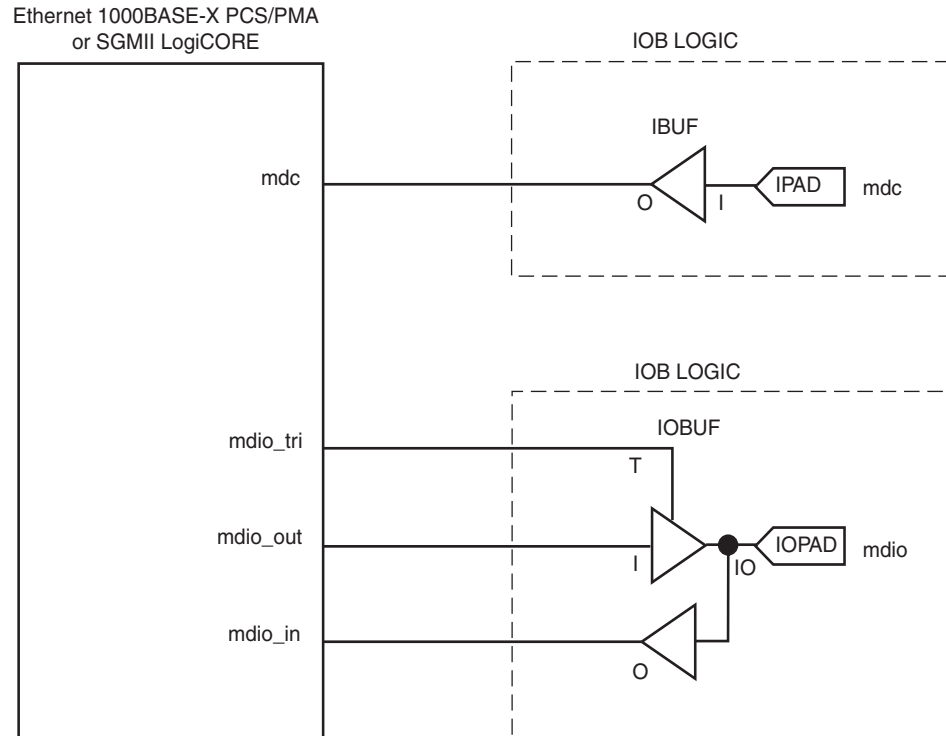 Ethernet 1000BASE-X PCS/PMA
or SGMII LogiCORE
IOB LOGIC
IBUF
mdc
O
I
IPAD
mdc
IOB LOGIC
IOBUF
mdio_tri
T
mdio_out
I
IO
IOPAD
mdio
mdio_in
O